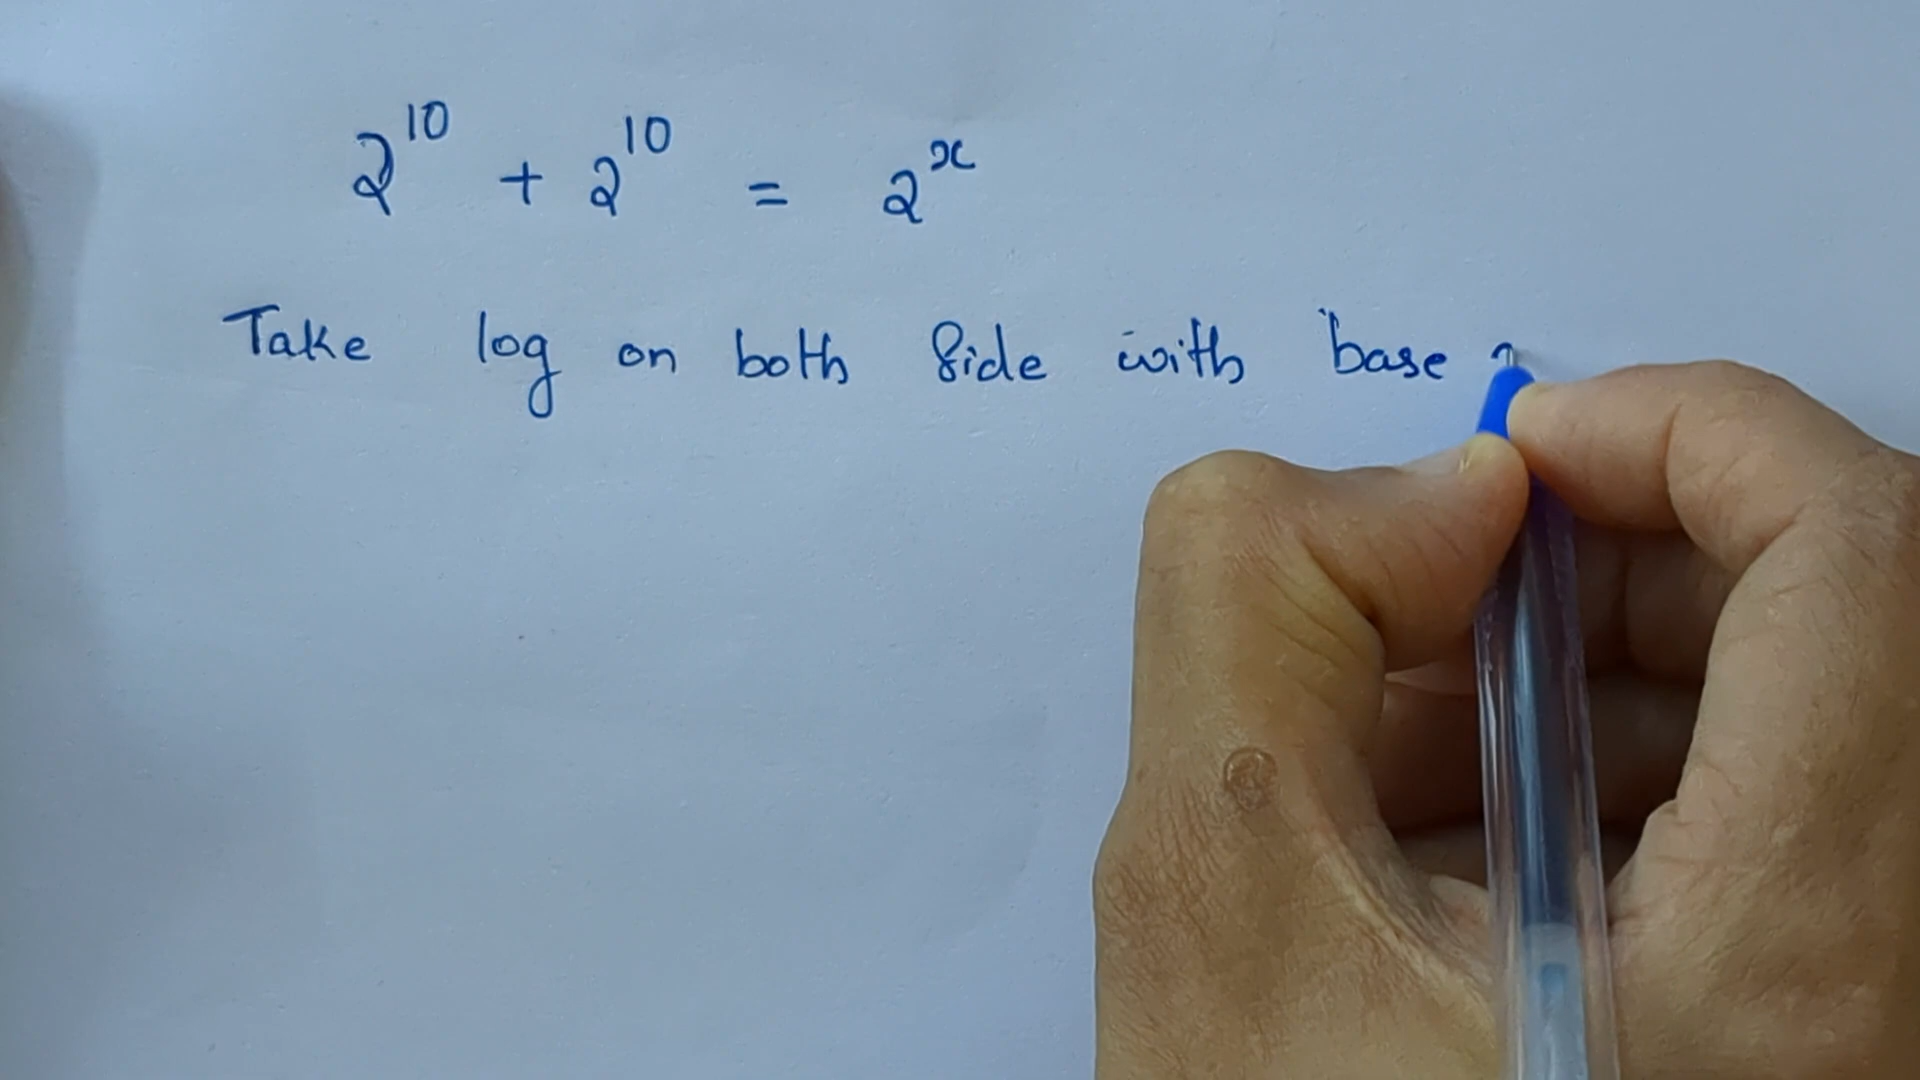 2^10 + 2^10 = 2^x
Take log on both side with base